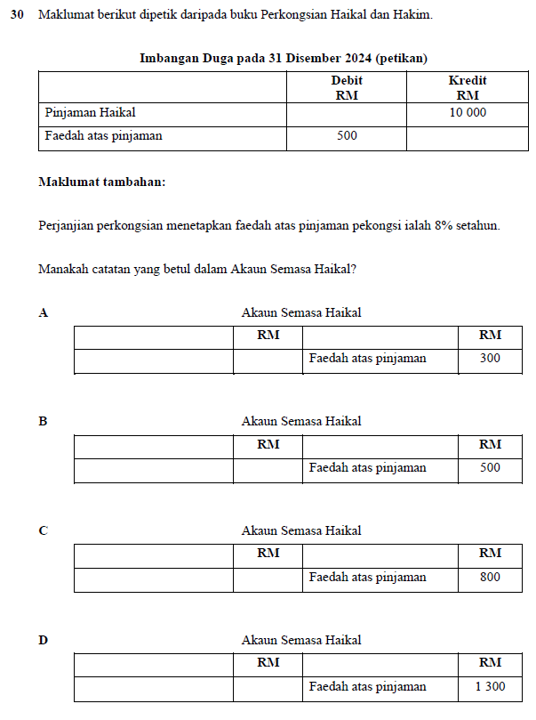 30 Maklumat berikut dipetik daripada buku Perkongsian Haikal dan Hakim.
Imbangan Duga pada 31 Disember 2024 (petikan)
Debit RM Kredit RM
Pinjaman Haikal 10 000
Faedah atas pinjaman 500
Maklumat tambahan:
Perjanjian perkongsian menetapkan faedah atas pinjaman pekongsi ialah 8% setahun.
Manakah catatan yang betul dalam Akaun Semasa Haikal?
A Akaun Semasa Haikal
RM RM
Faedah atas pinjaman 300
B Akaun Semasa Haikal
RM RM
Faedah atas pinjaman 500
C Akaun Semasa Haikal
RM RM
Faedah atas pinjaman 800
D Akaun Semasa Haikal
RM RM
Faedah atas pinjaman 1 300